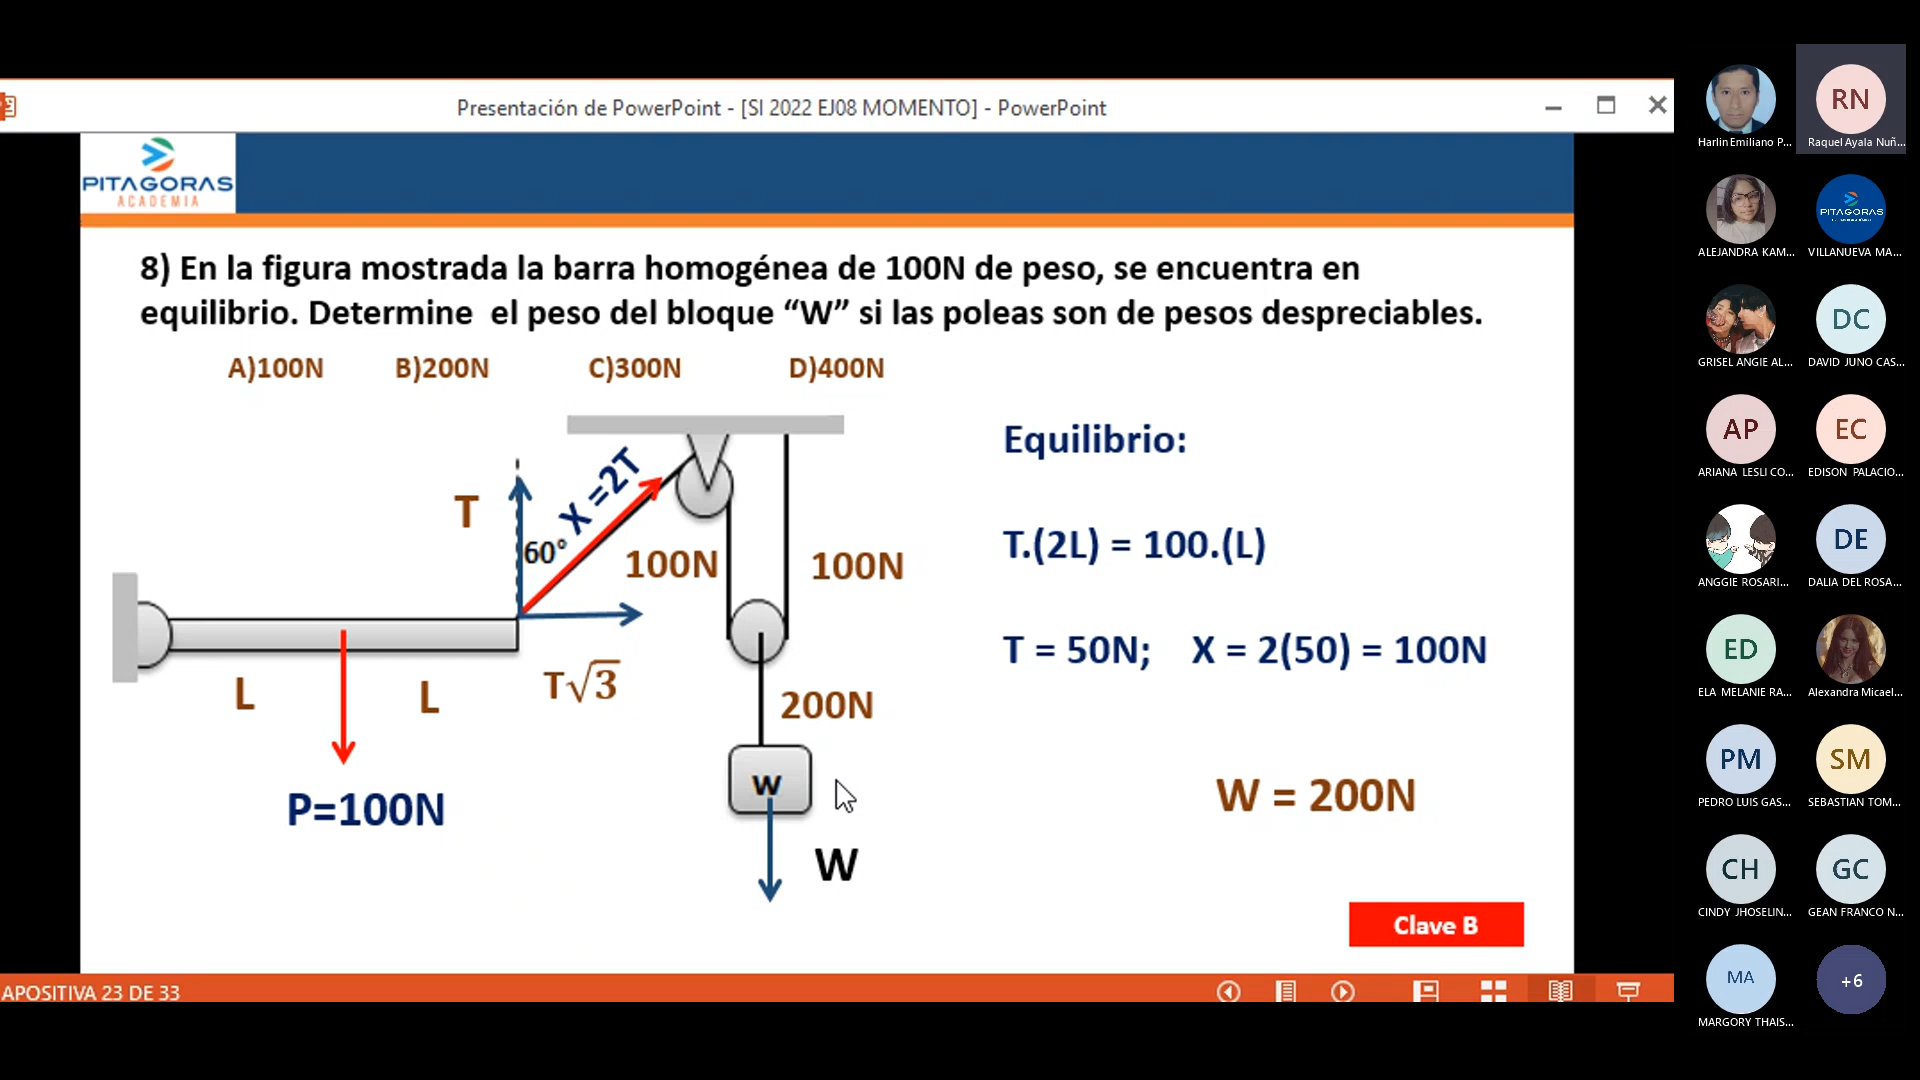 Presentación de PowerPoint - [SI 2022 EJ08 MOMENTO] - PowerPoint
PITAGORAS
ACADEMIA
8) En la figura mostrada la barra homogénea de 100N de peso, se encuentra en
equilibrio. Determine el peso del bloque “W” si las poleas son de pesos despreciables.
A)100N B)200N C)300N D)400N
Equilibrio:
T
X =2T
60°
100N
100N
T.(2L) = 100.(L)
T = 50N; X = 2(50) = 100N
L
L
T√3
200N
P=100N
w
W
W = 200N
Clave B
APOSITIVA 23 DE 33
Harlin Emiliano P...
RN
Raquel Ayala Nuñ...
ALEJANDRA KAM...
PITAGORAS
VILLANUEVA MA...
GRISEL ANGIE AL...
DC
DAVID JUNO CAS...
AP
ARIANA LESLI CO...
EC
EDISON PALACIO...
ANGGIE ROSARI...
DE
DALIA DEL ROSA...
ED
ELA MELANIE RA...
Alexandra Micael...
PM
PEDRO LUIS GAS...
SM
SEBASTIAN TOM...
CH
CINDY JHOSELIN...
GC
GEAN FRANCO N...
MA
MARGORY THAIS...
+6